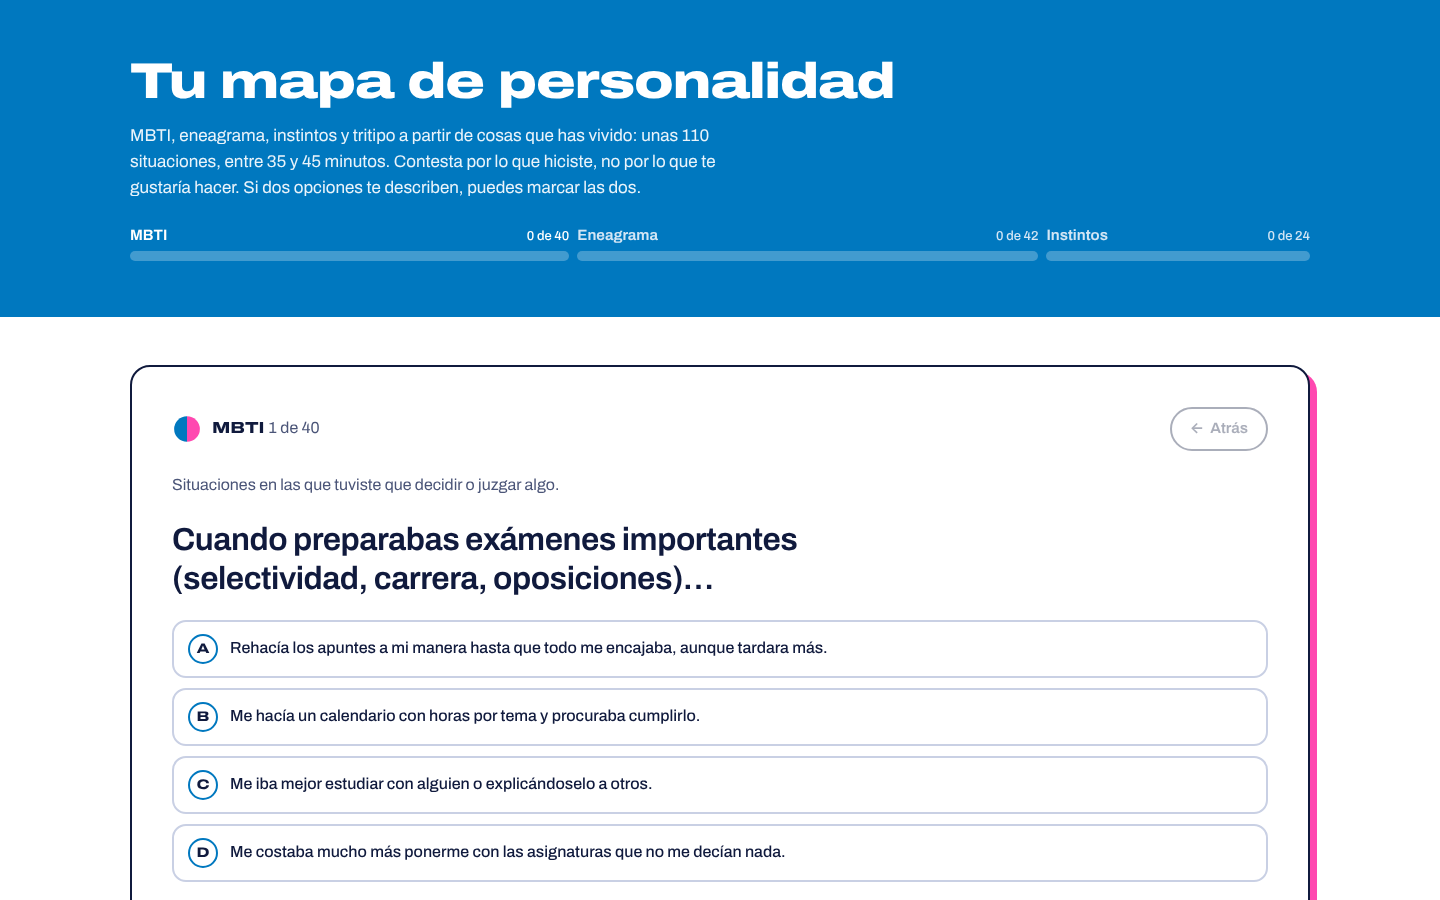 Tu mapa de personalidad
MBTI, eneagrama, instintos y tritipo a partir de cosas que has vivido: unas 110
situaciones, entre 35 y 45 minutos. Contesta por lo que hiciste, no por lo que te
gustaría hacer. Si dos opciones te describen, puedes marcar las dos.
MBTI 0 de 40 Eneagrama 0 de 42 Instintos 0 de 24
MBTI 1 de 40
← Atrás
Situaciones en las que tuviste que decidir o juzgar algo.
Cuando preparabas exámenes importantes
(selectividad, carrera, oposiciones)…
A Rehacía los apuntes a mi manera hasta que todo me encajaba, aunque tardara más.
B Me hacía un calendario con horas por tema y procuraba cumplirlo.
C Me iba mejor estudiar con alguien o explicándoselo a otros.
D Me costaba mucho más ponerme con las asignaturas que no me decían nada.